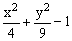 x²/4 + y²/9 − 1